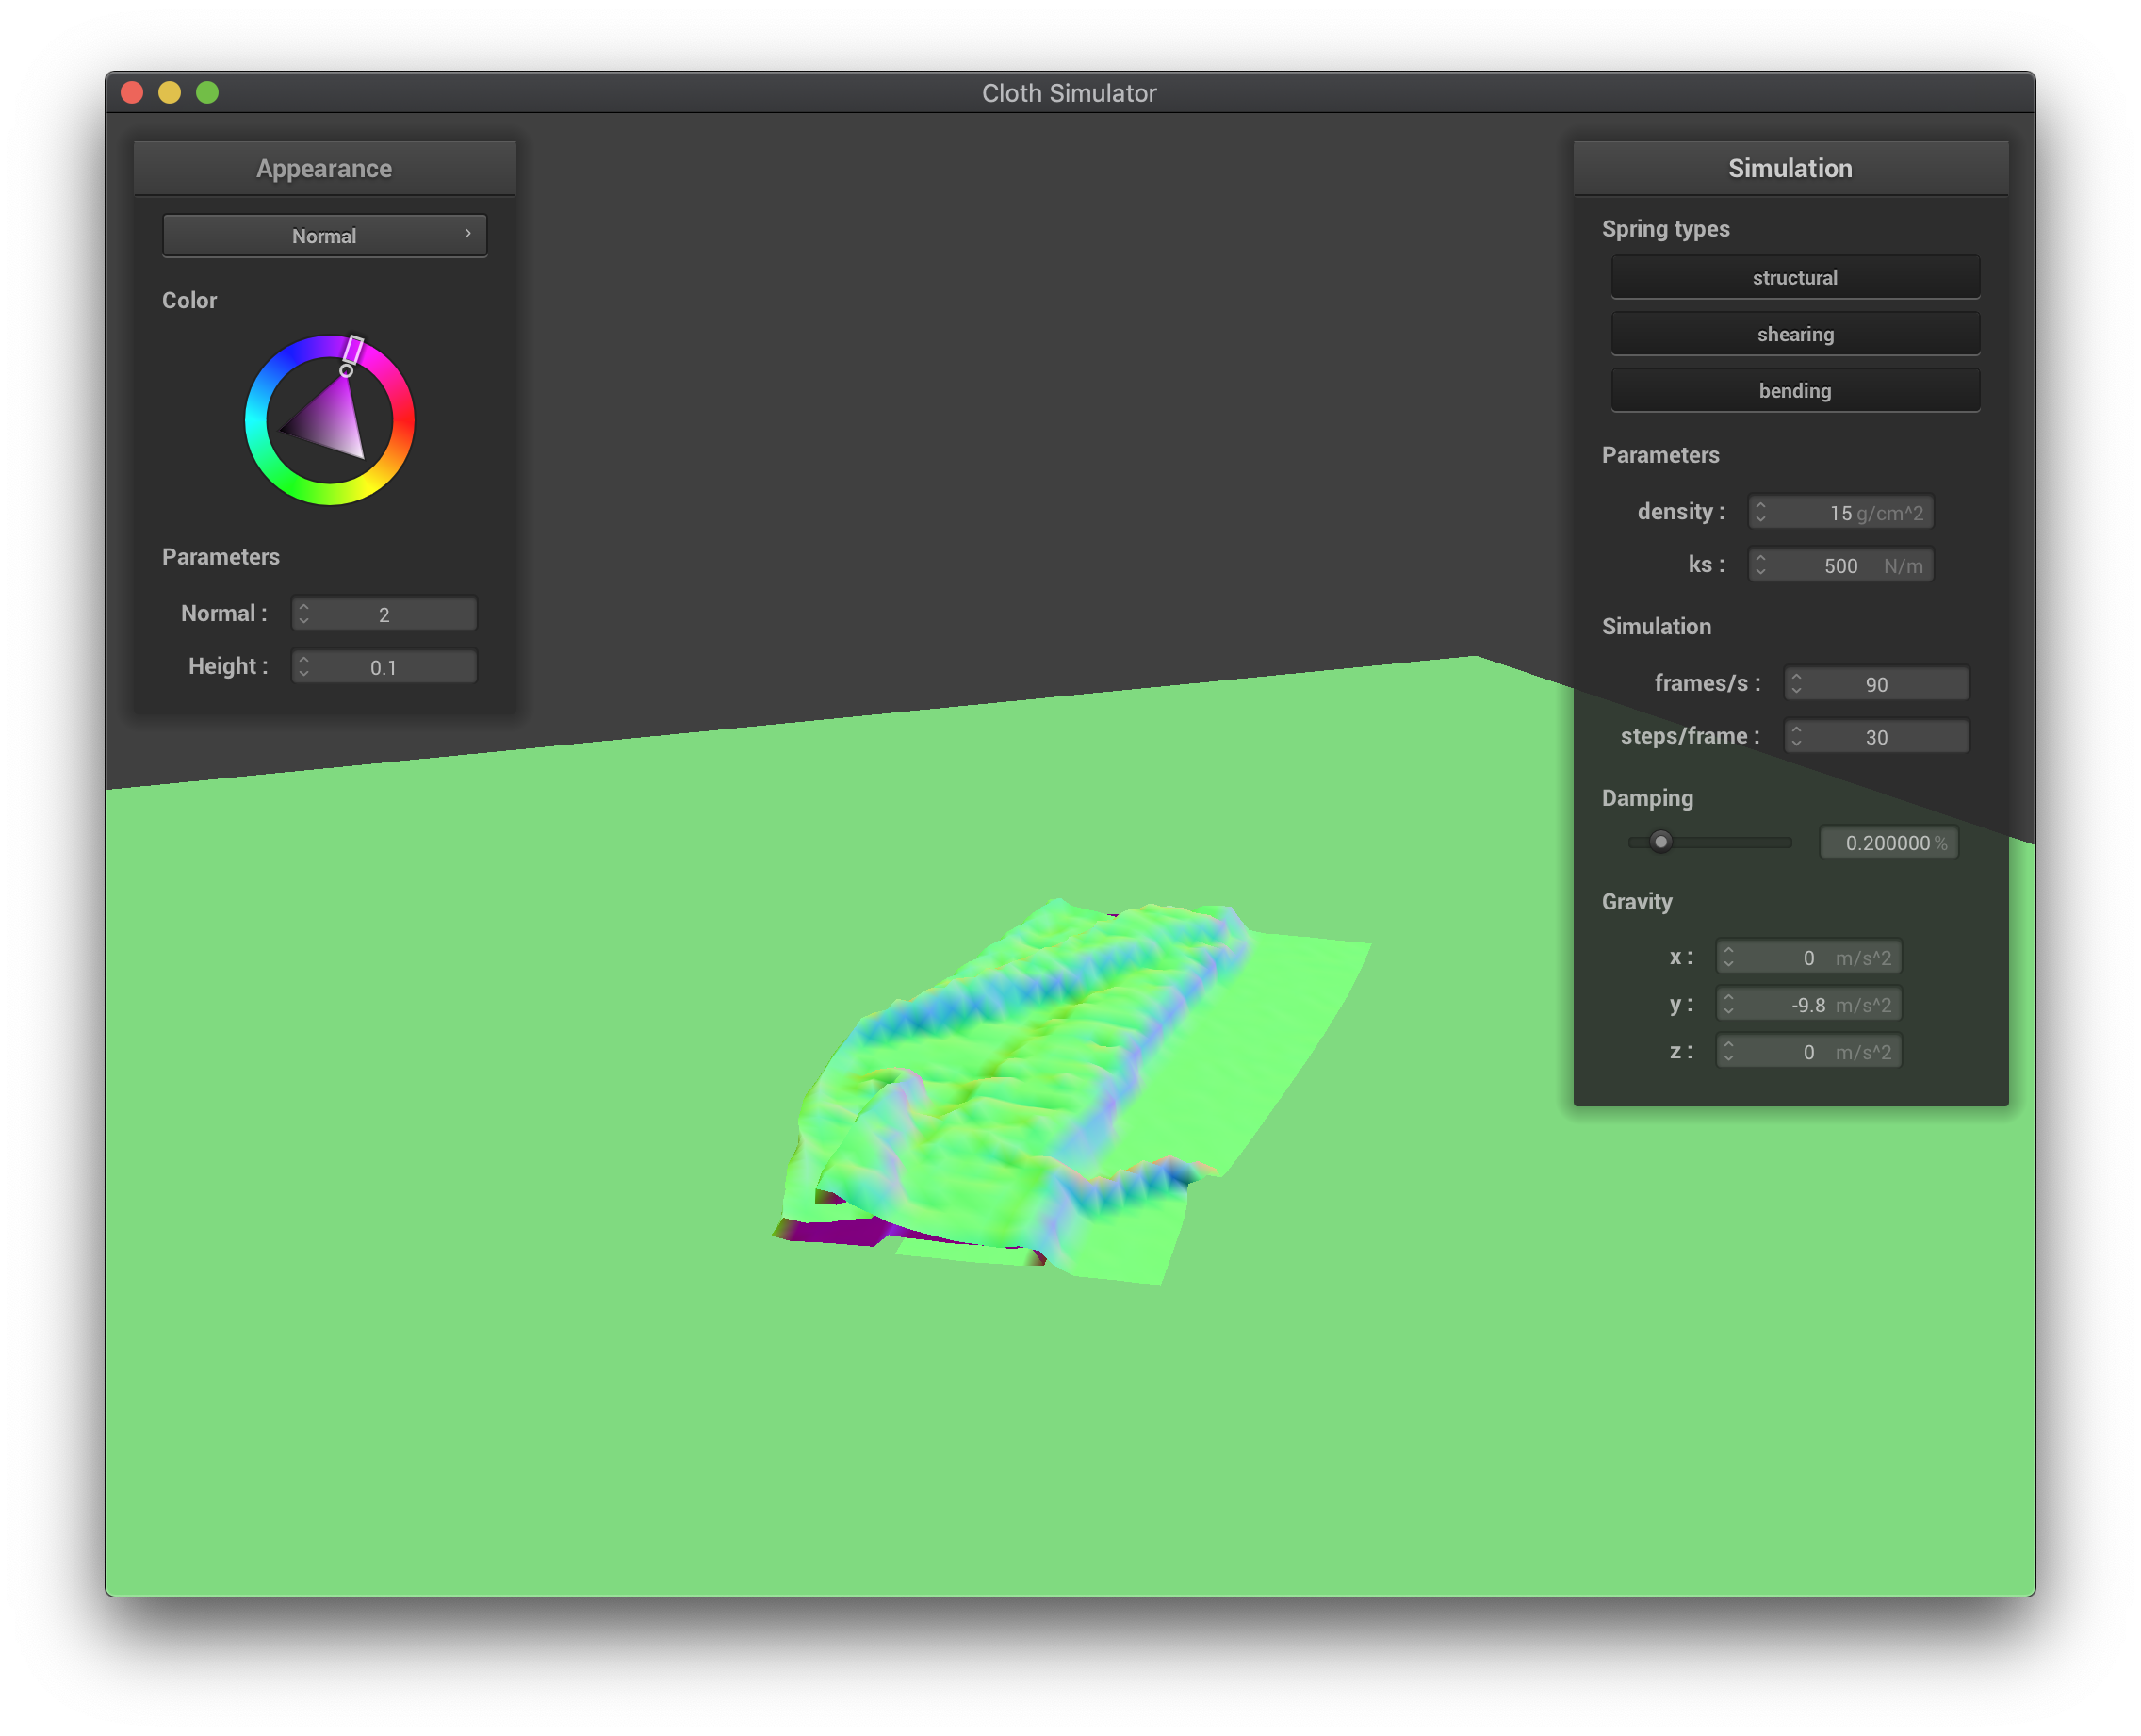 Cloth Simulator
Appearance
Normal
Color
Parameters
Normal : 2
Height : 0.1
Simulation
Spring types
structural
shearing
bending
Parameters
density : 15 g/cm^2
ks : 500 N/m
Simulation
frames/s : 90
steps/frame : 30
Damping
0.200000 %
Gravity
x : 0 m/s^2
y : -9.8 m/s^2
z : 0 m/s^2